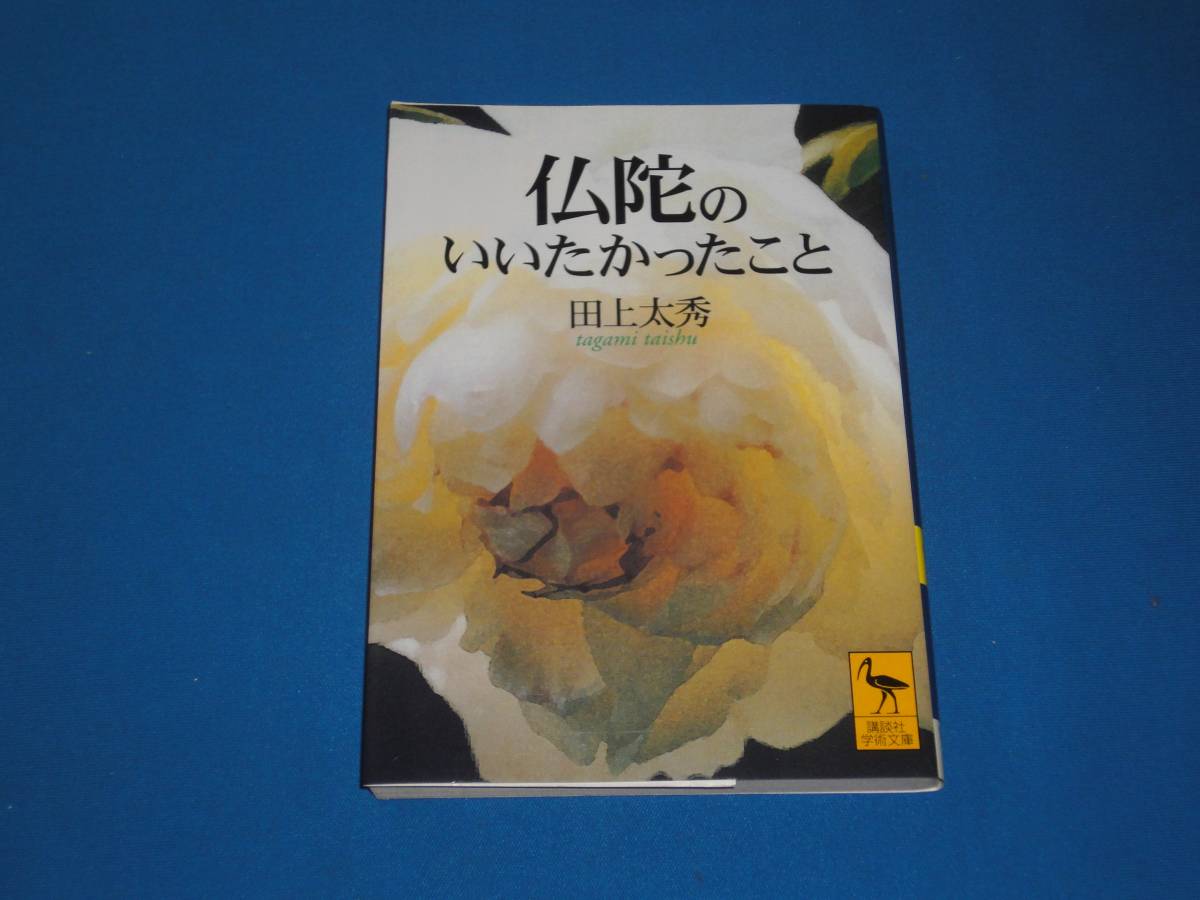 仏陀の
いいたかったこと
田上太秀
tagami taishu
講談社
学術文庫